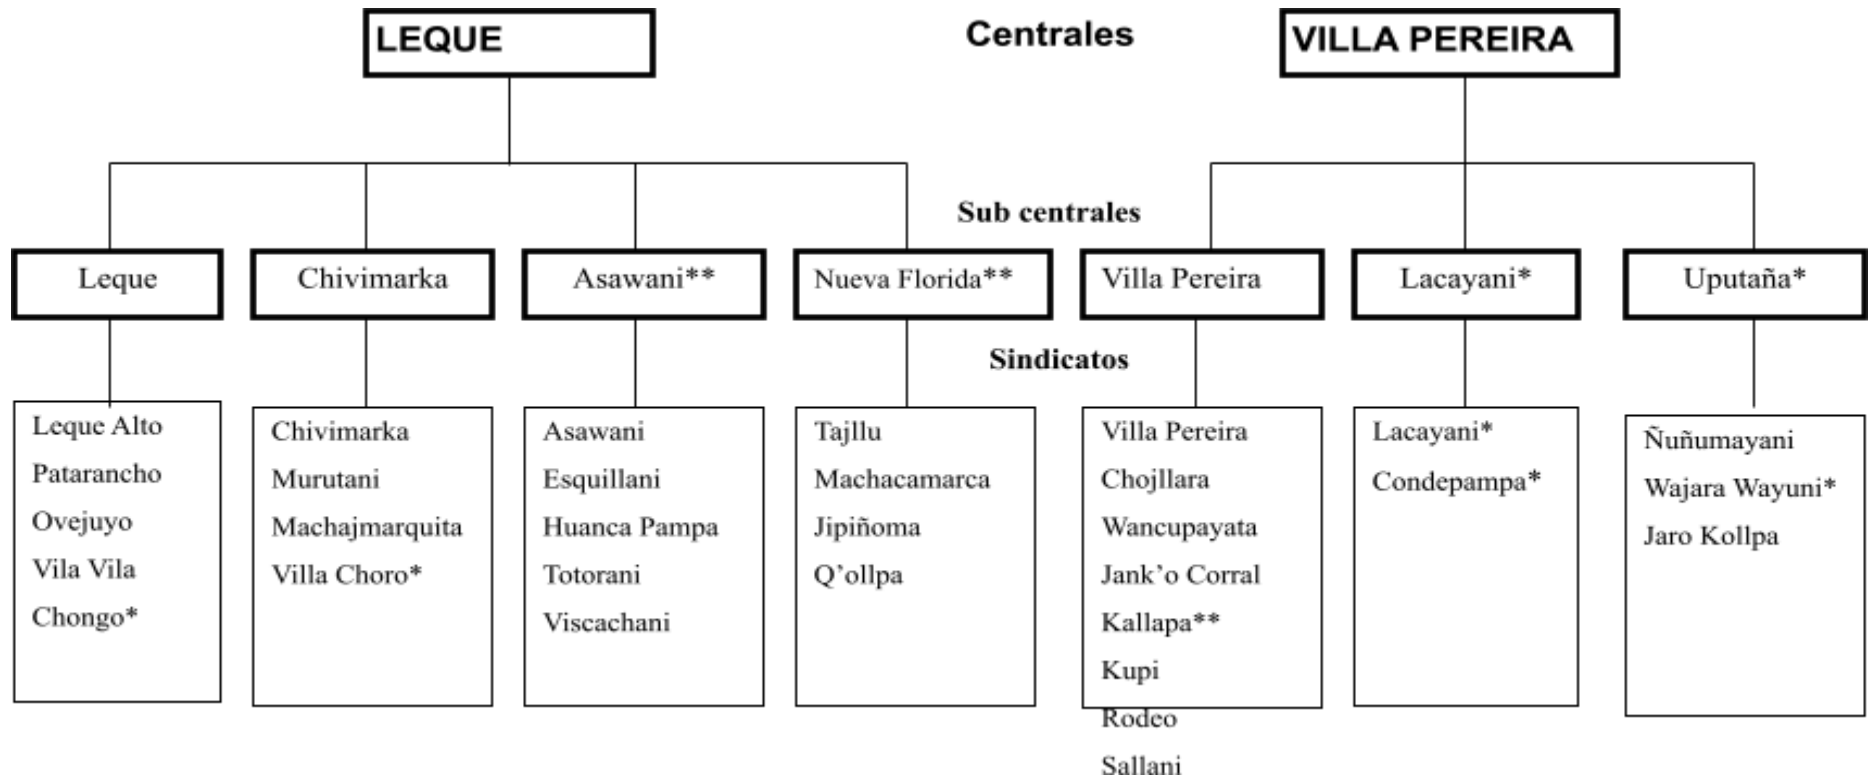 LEQUE
Centrales
VILLA PEREIRA
Sub centrales
Leque
Chivimarka
Asawani**
Nueva Florida**
Villa Pereira
Lacayani*
Uputaña*
Sindicatos
Leque Alto
Patarancho
Ovejuyo
Vila Vila
Chongo*
Chivimarka
Murutani
Machajmarquita
Villa Choro*
Asawani
Esquillani
Huanca Pampa
Totorani
Viscachani
Tajllu
Machacamarca
Jipiñoma
Q’ollpa
Villa Pereira
Chojllara
Wancupayata
Jank’o Corral
Kallapa**
Kupi
Rodeo
Sallani
Lacayani*
Condepampa*
Ñuñumayani
Wajara Wayuni*
Jaro Kollpa